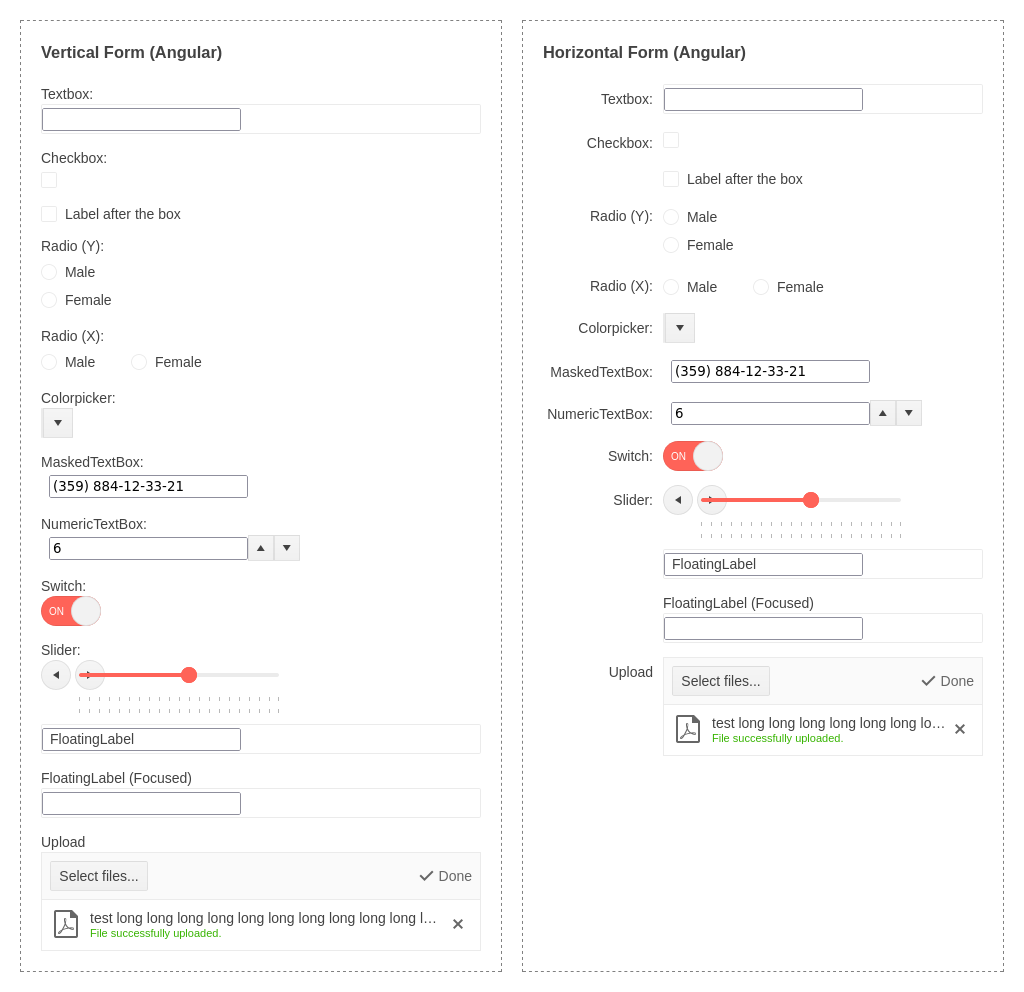 Vertical Form (Angular)
Textbox:
Checkbox:
Label after the box
Radio (Y):
Male
Female
Radio (X):
Male Female
Colorpicker:
MaskedTextBox:
(359) 884-12-33-21
NumericTextBox:
6
Switch:
ON
Slider:
FloatingLabel
FloatingLabel (Focused)
Upload
Select files... Done
test long long long long long long long long long long l...
File successfully uploaded.
Horizontal Form (Angular)
Textbox:
Checkbox:
Label after the box
Radio (Y): Male
Female
Radio (X): Male Female
Colorpicker:
MaskedTextBox: (359) 884-12-33-21
NumericTextBox: 6
Switch: ON
Slider:
FloatingLabel
FloatingLabel (Focused)
Upload Select files... Done
test long long long long long long lo...
File successfully uploaded.